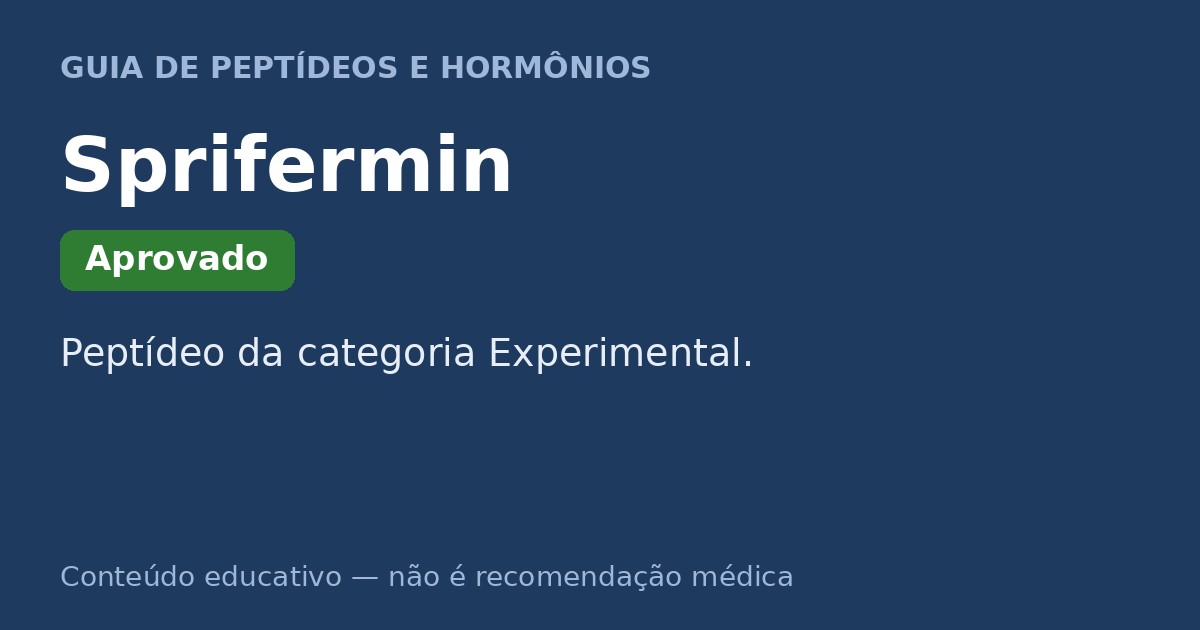 GUIA DE PEPTÍDEOS E HORMÔNIOS
Sprifermin
Aprovado
Peptídeo da categoria Experimental.
Conteúdo educativo — não é recomendação médica